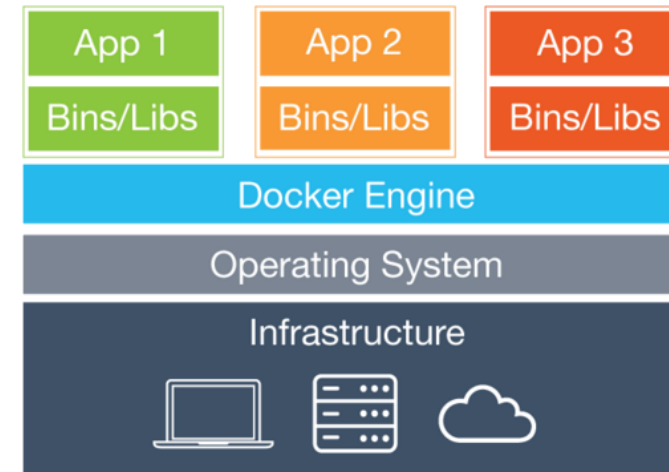 App 1
App 2
App 3
Bins/Libs
Bins/Libs
Bins/Libs
Docker Engine
Operating System
Infrastructure